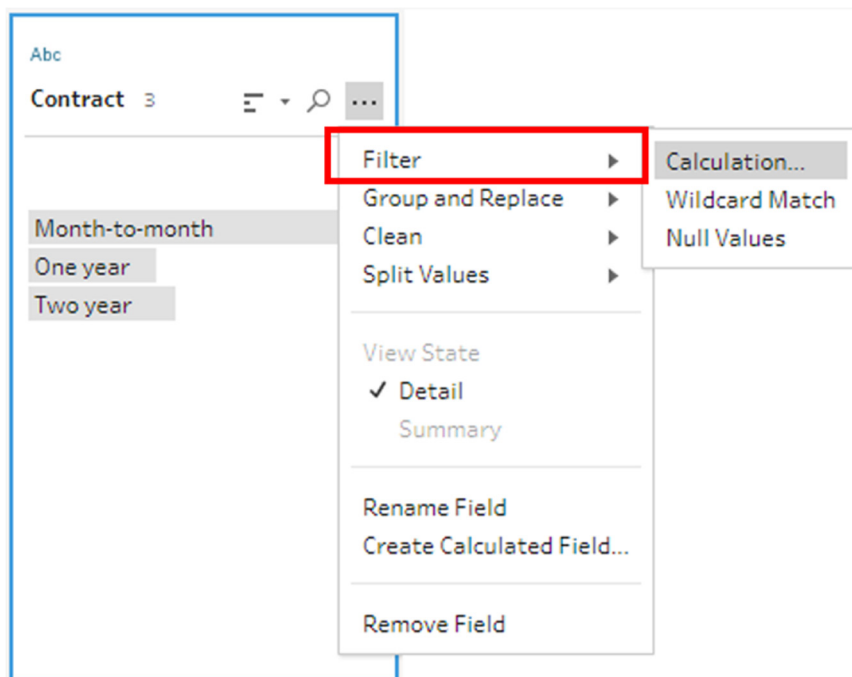 Abc
Contract 3
Month-to-month
One year
Two year
Filter
Group and Replace
Clean
Split Values
View State
Detail
Summary
Rename Field
Create Calculated Field...
Remove Field
Calculation...
Wildcard Match
Null Values